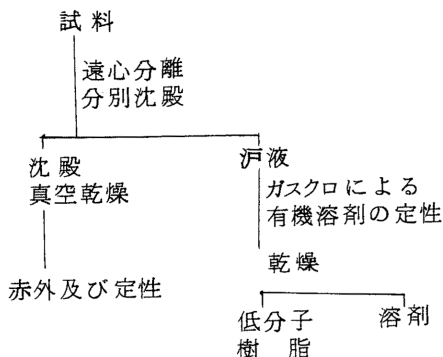 試料
遠心分離
分別沈殿
沈殿
真空乾燥
赤外及び定性
沪液
ガスクロによる
有機溶剤の定性
乾燥
低分子
樹脂
溶剤